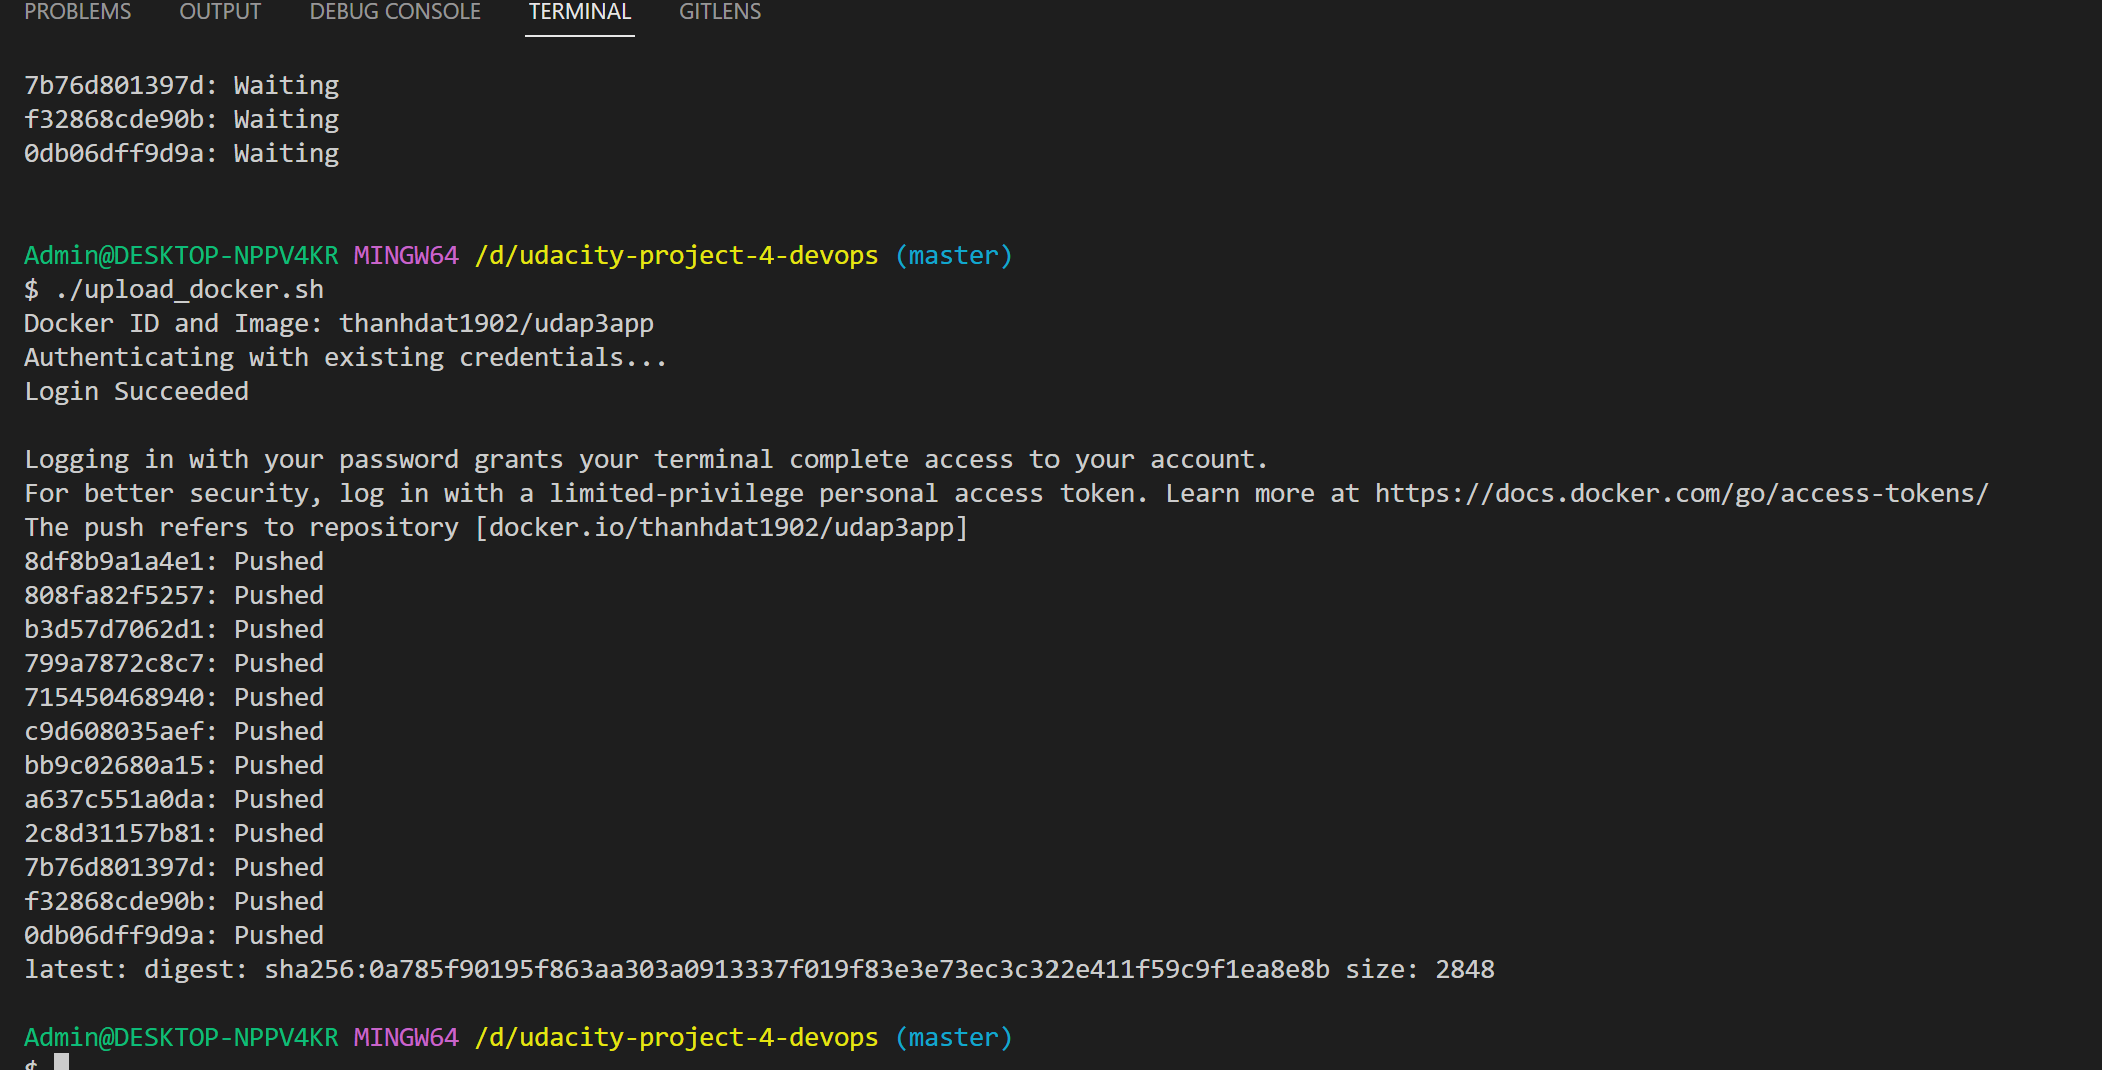 PROBLEMS OUTPUT DEBUG CONSOLE TERMINAL GITLENS
7b76d801397d: Waiting
f32868cde90b: Waiting
0db06dff9d9a: Waiting
Admin@DESKTOP-NPPV4KR MINGW64 /d/udacity-project-4-devops (master)
$ ./upload_docker.sh
Docker ID and Image: thanhdat1902/udap3app
Authenticating with existing credentials...
Login Succeeded
Logging in with your password grants your terminal complete access to your account.
For better security, log in with a limited-privilege personal access token. Learn more at https://docs.docker.com/go/access-tokens/
The push refers to repository [docker.io/thanhdat1902/udap3app]
8df8b9a1a4e1: Pushed
808fa82f5257: Pushed
b3d57d7062d1: Pushed
799a7872c8c7: Pushed
715450468940: Pushed
c9d608035aef: Pushed
bb9c02680a15: Pushed
a637c551a0da: Pushed
2c8d31157b81: Pushed
7b76d801397d: Pushed
f32868cde90b: Pushed
0db06dff9d9a: Pushed
latest: digest: sha256:0a785f90195f863aa303a0913337f019f83e3e73ec3c322e411f59c9f1ea8e8b size: 2848
Admin@DESKTOP-NPPV4KR MINGW64 /d/udacity-project-4-devops (master)
$